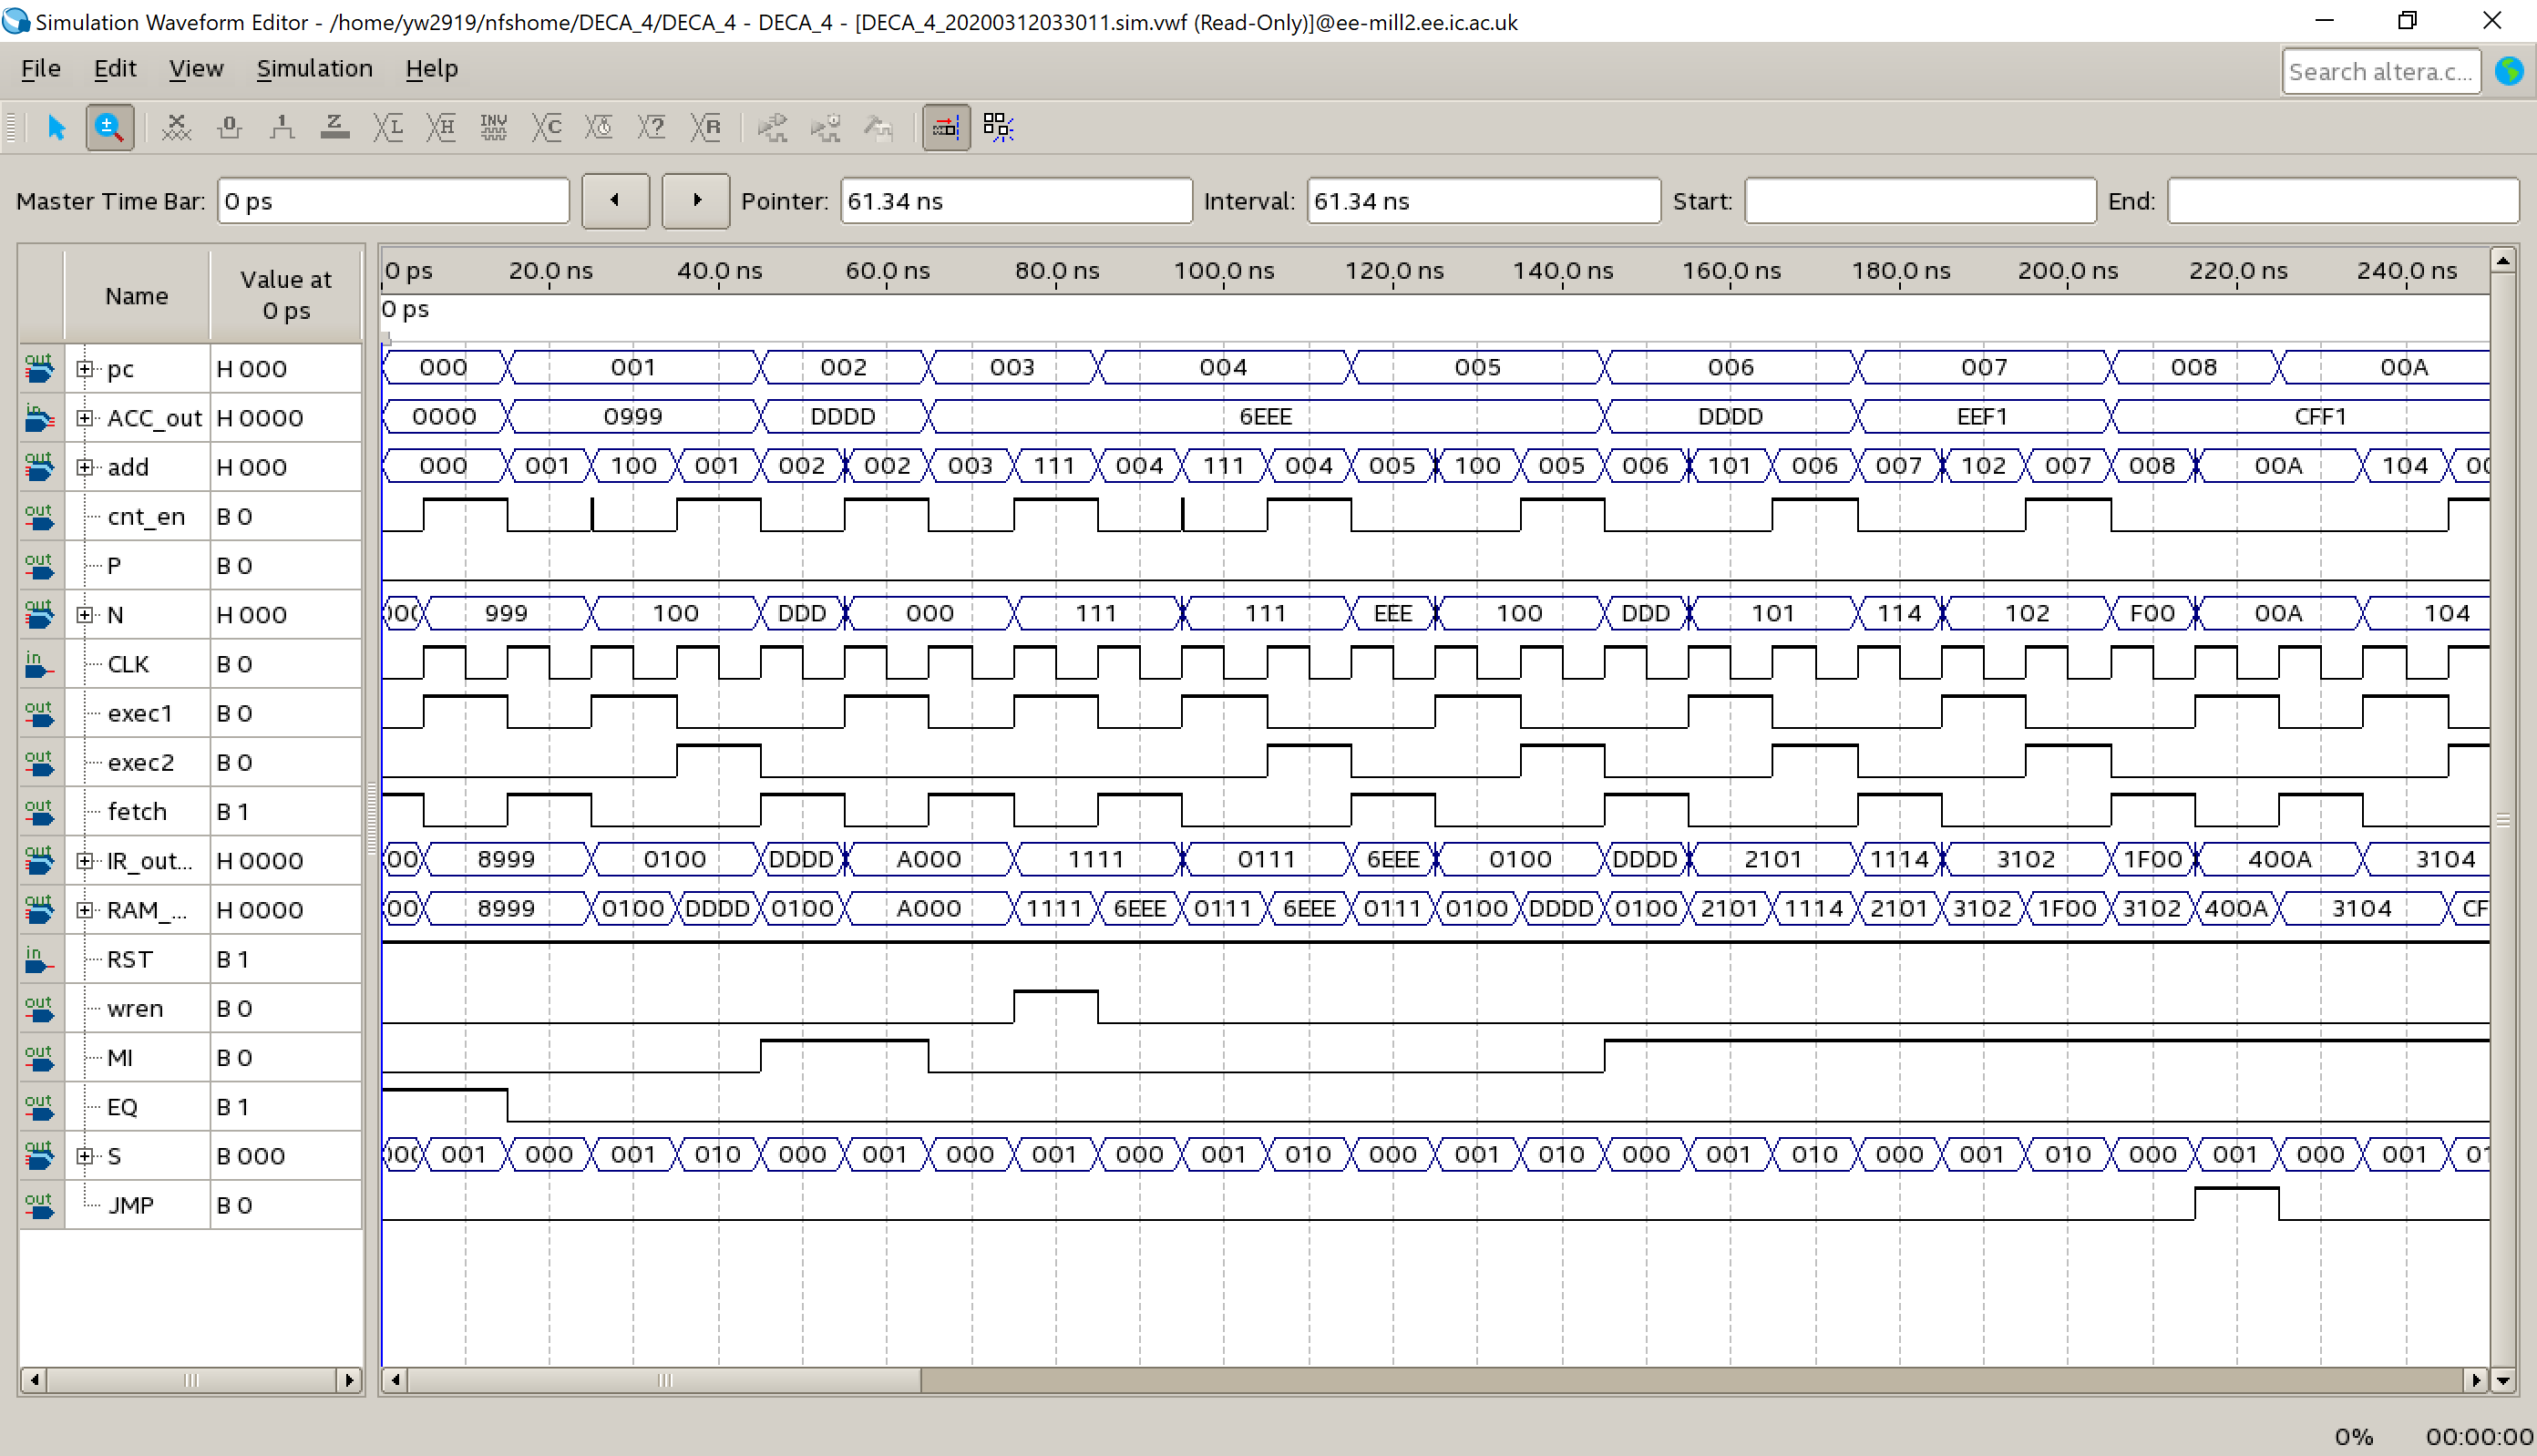 Simulation Waveform Editor - /home/yw2919/nfshome/DECA_4/DECA_4 - DECA_4 - [DECA_4_20200312033011.sim.vwf (Read-Only)]@ee-mill2.ee.ic.ac.uk
File Edit View Simulation Help Search altera.c...
Master Time Bar: 0 ps Pointer: 61.34 ns Interval: 61.34 ns Start: End:
Name Value at 0 ps 0 ps 20.0 ns 40.0 ns 60.0 ns 80.0 ns 100.0 ns 120.0 ns 140.0 ns 160.0 ns 180.0 ns 200.0 ns 220.0 ns 240.0 ns
0 ps
out pc H 000 000 001 002 003 004 005 006 007 008 00A
in ACC_out H 0000 0000 0999 DDDD 6EEE DDDD EEF1 CFF1
out add H 000 000 001 100 001 002 002 003 111 004 111 004 005 100 005 006 101 006 007 102 007 008 00A 104 00
out cnt_en B 0
out P B 0
out N H 000 00 999 100 DDD 000 111 111 EEE 100 DDD 101 114 102 F00 00A 104
in CLK B 0
out exec1 B 0
out exec2 B 0
out fetch B 1
out IR_out... H 0000 00 8999 0100 DDDD A000 1111 0111 6EEE 0100 DDDD 2101 1114 3102 1F00 400A 3104
out RAM_... H 0000 00 8999 0100 DDDD 0100 A000 1111 6EEE 0111 6EEE 0111 0100 DDDD 0100 2101 1114 2101 3102 1F00 3102 400A 3104 CF
in RST B 1
out wren B 0
out MI B 0
out EQ B 1
out S B 000 00 001 000 001 010 000 001 000 001 000 001 010 000 001 010 000 001 010 000 001 010 000 001 000 001 01
out JMP B 0
0% 00:00:00